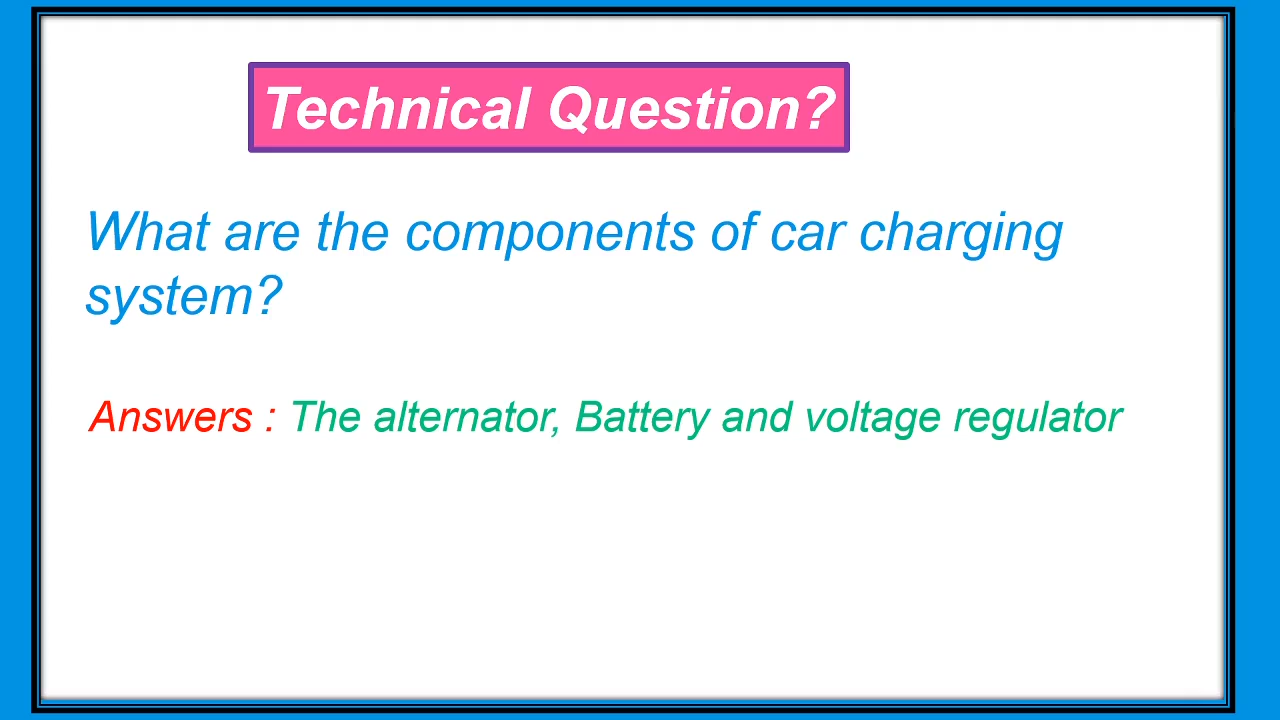 Technical Question?
What are the components of car charging
system?
Answers : The alternator, Battery and voltage regulator